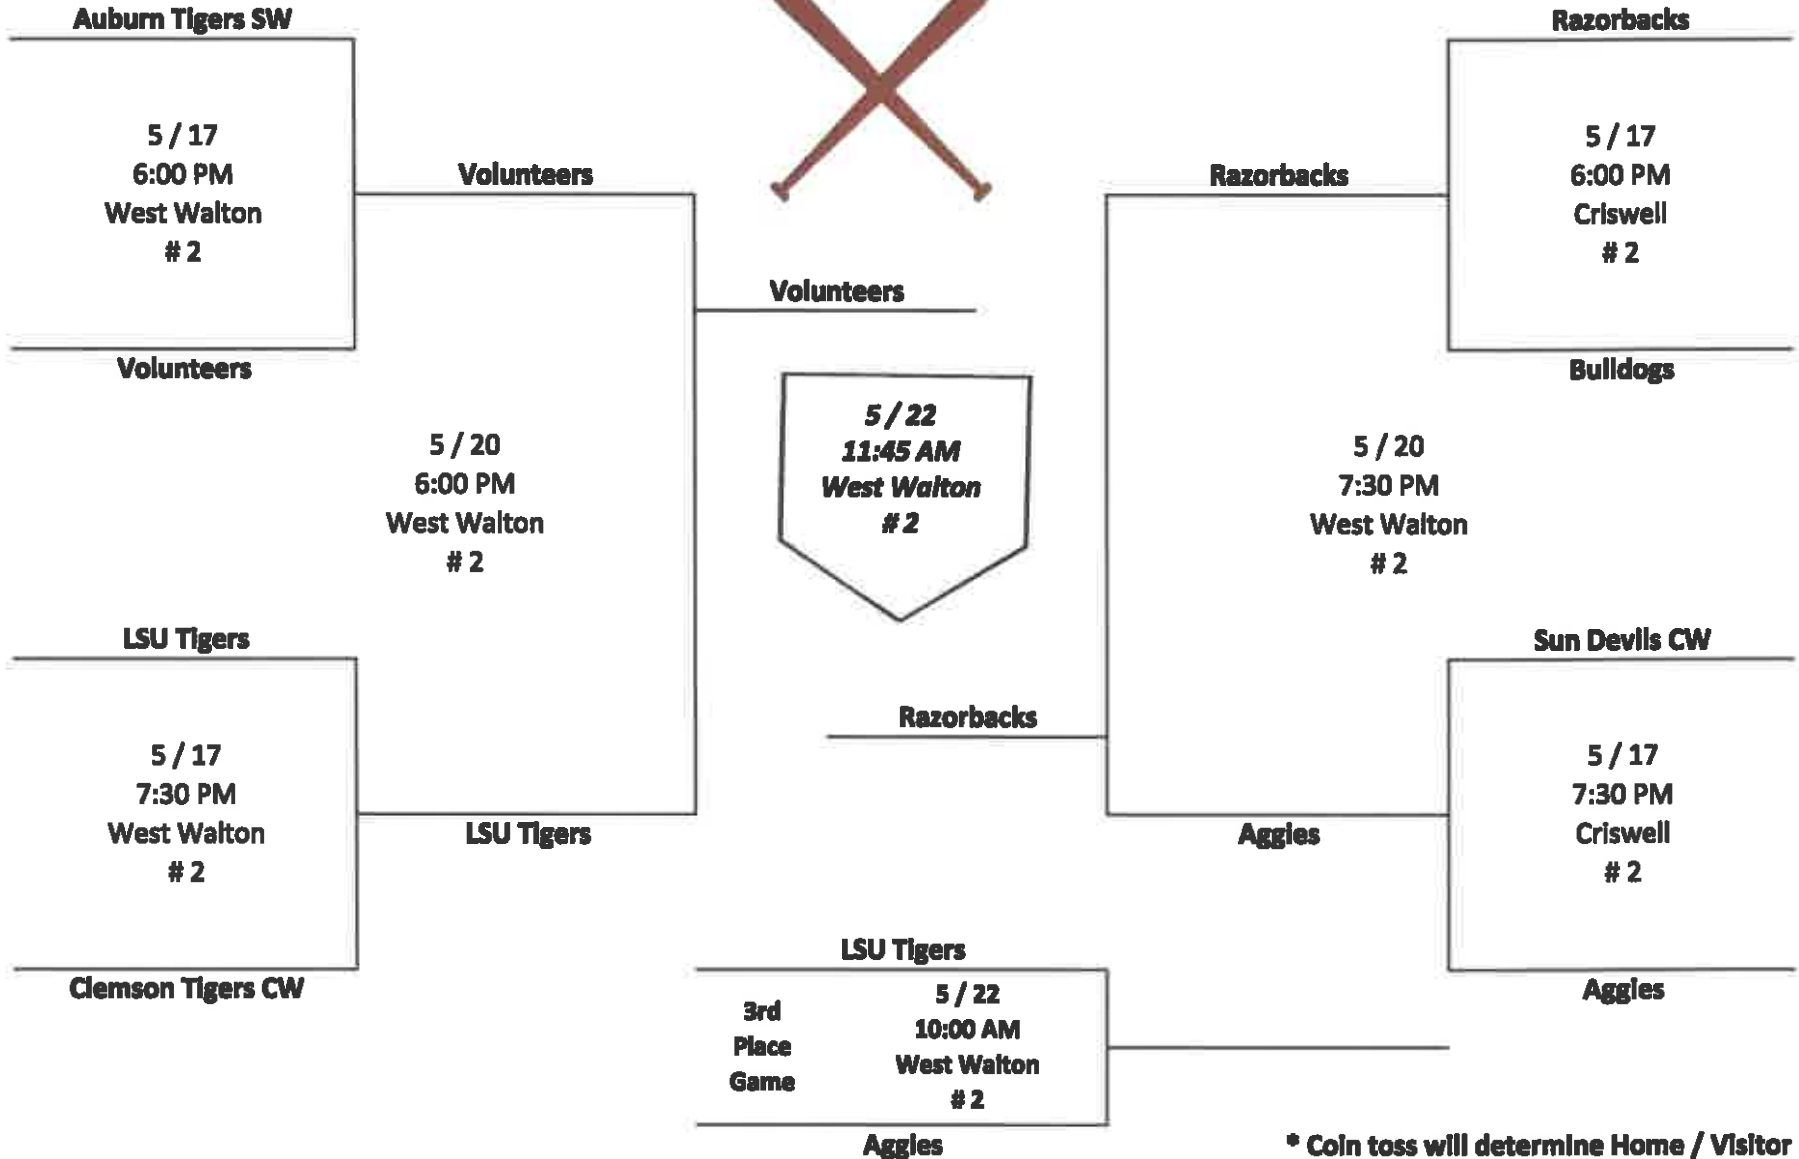 Auburn Tigers SW
5 / 17
6:00 PM
West Walton
# 2
Volunteers
Volunteers
5 / 20
6:00 PM
West Walton
# 2
LSU Tigers
5 / 17
7:30 PM
West Walton
# 2
Clemson Tigers CW
LSU Tigers
Volunteers
5 / 22
11:45 AM
West Walton
# 2
Razorbacks
Razorbacks
5 / 17
6:00 PM
Criswell
# 2
Bulldogs
Razorbacks
5 / 20
7:30 PM
West Walton
# 2
Sun Devils CW
5 / 17
7:30 PM
Criswell
# 2
Aggies
Aggies
LSU Tigers
3rd
Place
Game
5 / 22
10:00 AM
West Walton
# 2
Aggies
* Coin toss will determine Home / Visitor